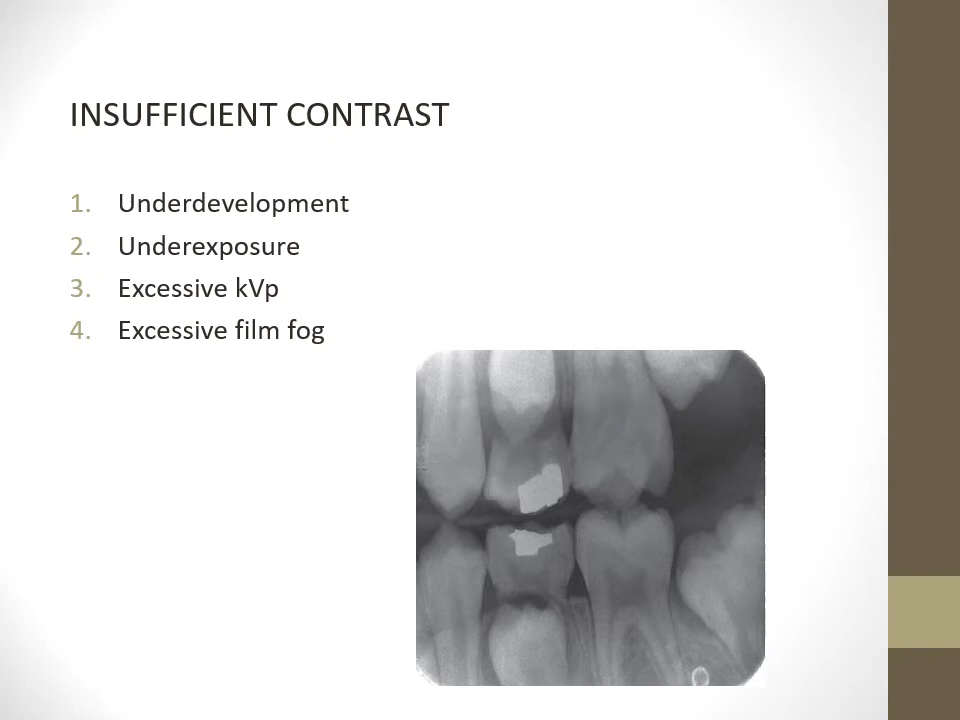 INSUFFICIENT CONTRAST
1. Underdevelopment
2. Underexposure
3. Excessive kVp
4. Excessive film fog